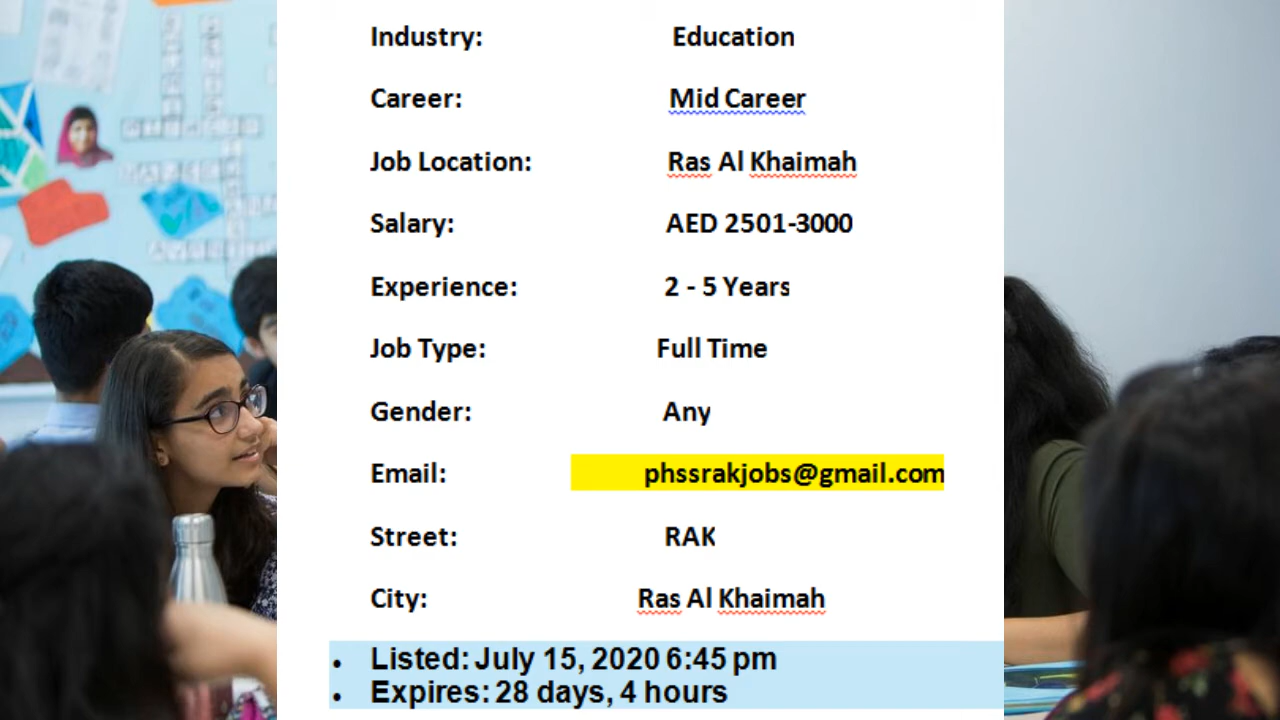 Industry: Education
Career: Mid Career
Job Location: Ras Al Khaimah
Salary: AED 2501-3000
Experience: 2 - 5 Years
Job Type: Full Time
Gender: Any
Email: phssrakjobs@gmail.com
Street: RAK
City: Ras Al Khaimah
• Listed: July 15, 2020 6:45 pm
• Expires: 28 days, 4 hours